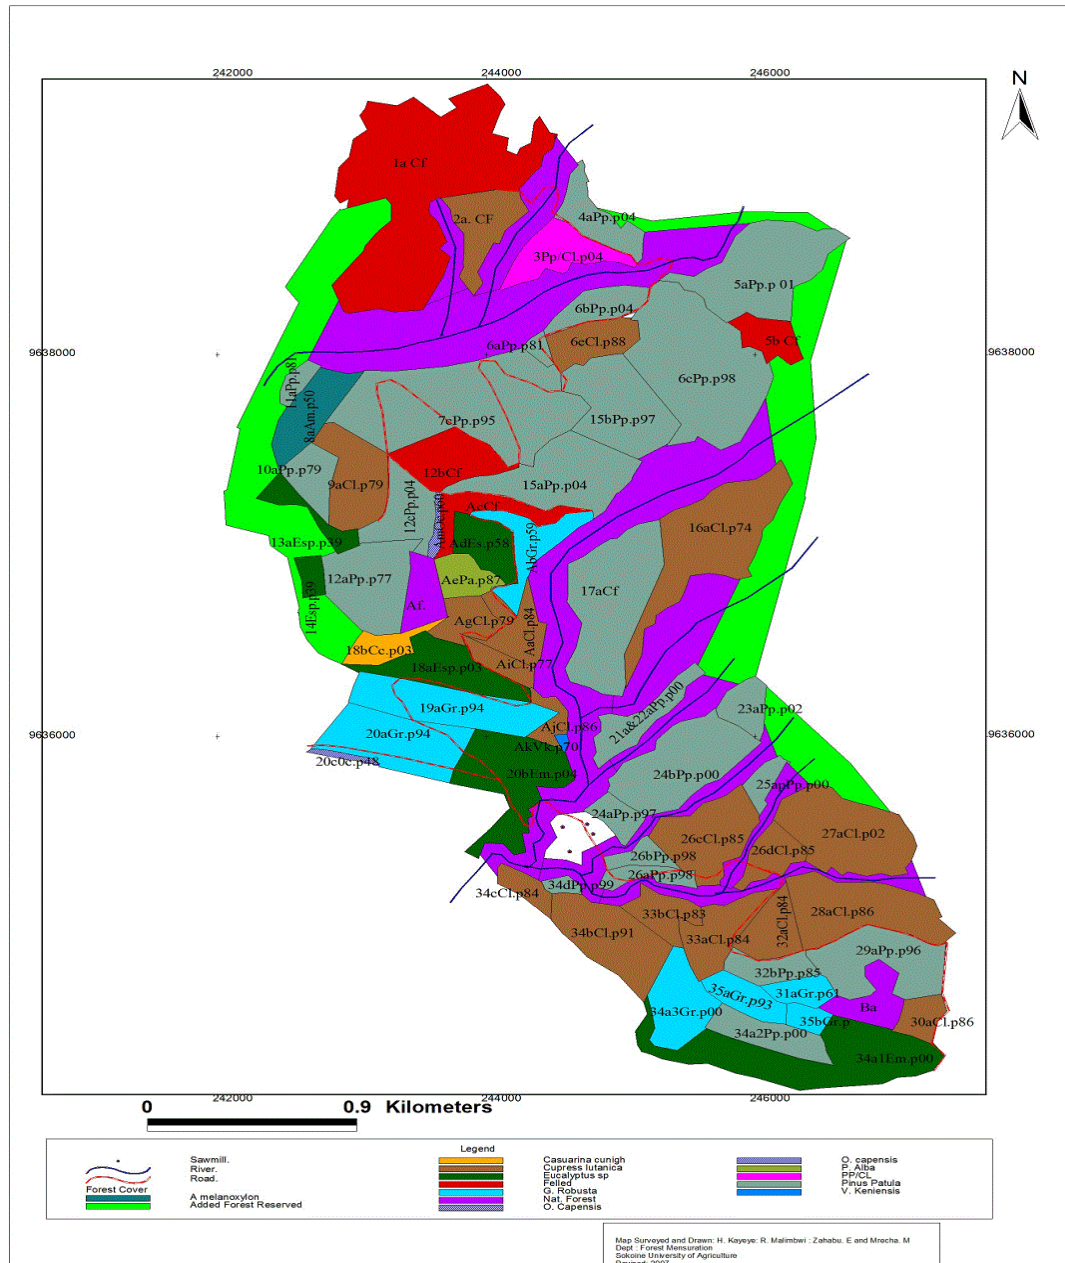 242000 244000 246000
N
1a Cf
2a. CF
4aPp.p04
3Pp/Cl.p04
5aPp.p 01
6bPp.p04
5b Cf
9638000 6aPp.p81 6eCl.p88 9638000
11aPp.p81
6cPp.p98
8aAm.p50
7cPp.p95
15bPp.p97
10aPp.p79
12bCf
9aCl.p79
12cPp.p04
15aPp.p04
AcCf
16aCl.p74
13aEsp.p39
AdEs.p58
AbGr.p59
12aPp.p77
AePa.p87
17aCf
14Esp.p39
Af.
AgCl.p79
AaCl.p84
18bCc.p03
18aEsp.p03
AiCl.p77
19aGr.p94
21a&22aPp.p00
23aPp.p02
AjCl.p86
9636000 20aGr.p94 9636000
AkVk.p70
20c0c.p48
20bEm.p04
24bPp.p00
25apPp.p00
24aPp.p97
26cCl.p85
27aCl.p02
26dCl.p85
26bPp.p98
26aPp.p98
34dPp.p99
34cCl.p84
33bCl.p83
32aCl.p84
28aCl.p86
34bCl.p91
33aCl.p84
29aPp.p96
32bPp.p85
35aGr.p93
31aGr.p61
34a3Gr.p00
Ba
35bGr.p
30aCl.p86
34a2Pp.p00
34a1Em.p00
242000 244000 246000
0 0.9 Kilometers
Legend
Sawmill.
River.
Road.
Forest Cover
A melanoxylon
Added Forest Reserved
Casuarina cunigh
Cupress lutanica
Eucalyptus sp
Felled
G. Robusta
Nat. Forest
O. Capensis
O. capensis
P. Alba
PP/CL
Pinus Patula
V. Keniensis
Map Surveyed and Drawn: H. Kayeye: R. Malimbwi : Zahabu. E and Mrecha. M
Dept : Forest Mensuration
Sokoine University of Agriculture